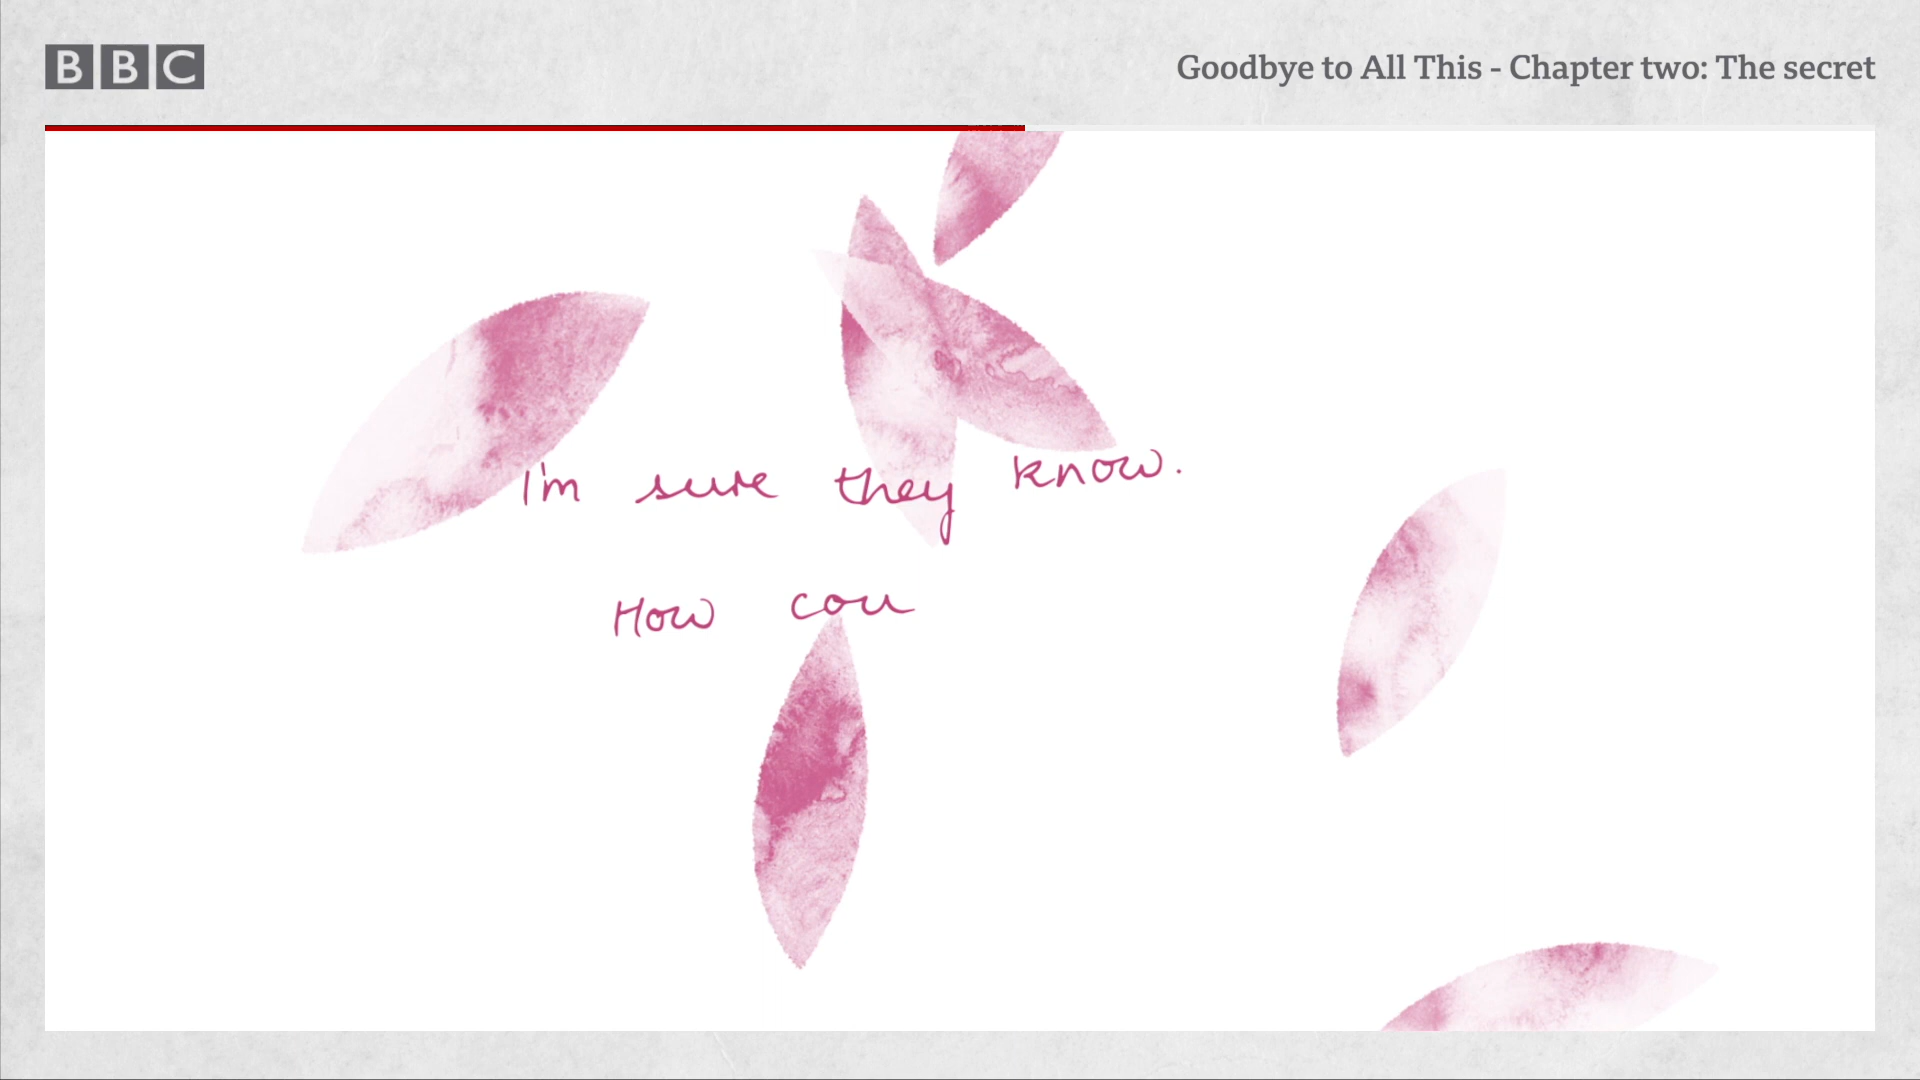 BBC
Goodbye to All This - Chapter two: The secret
I'm sure they know.
How cou